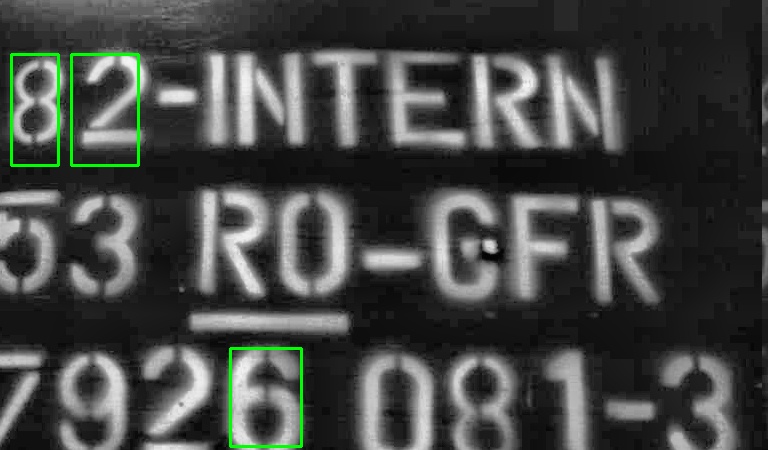 82-INTERN
53 RO-CFR
7926 081-3